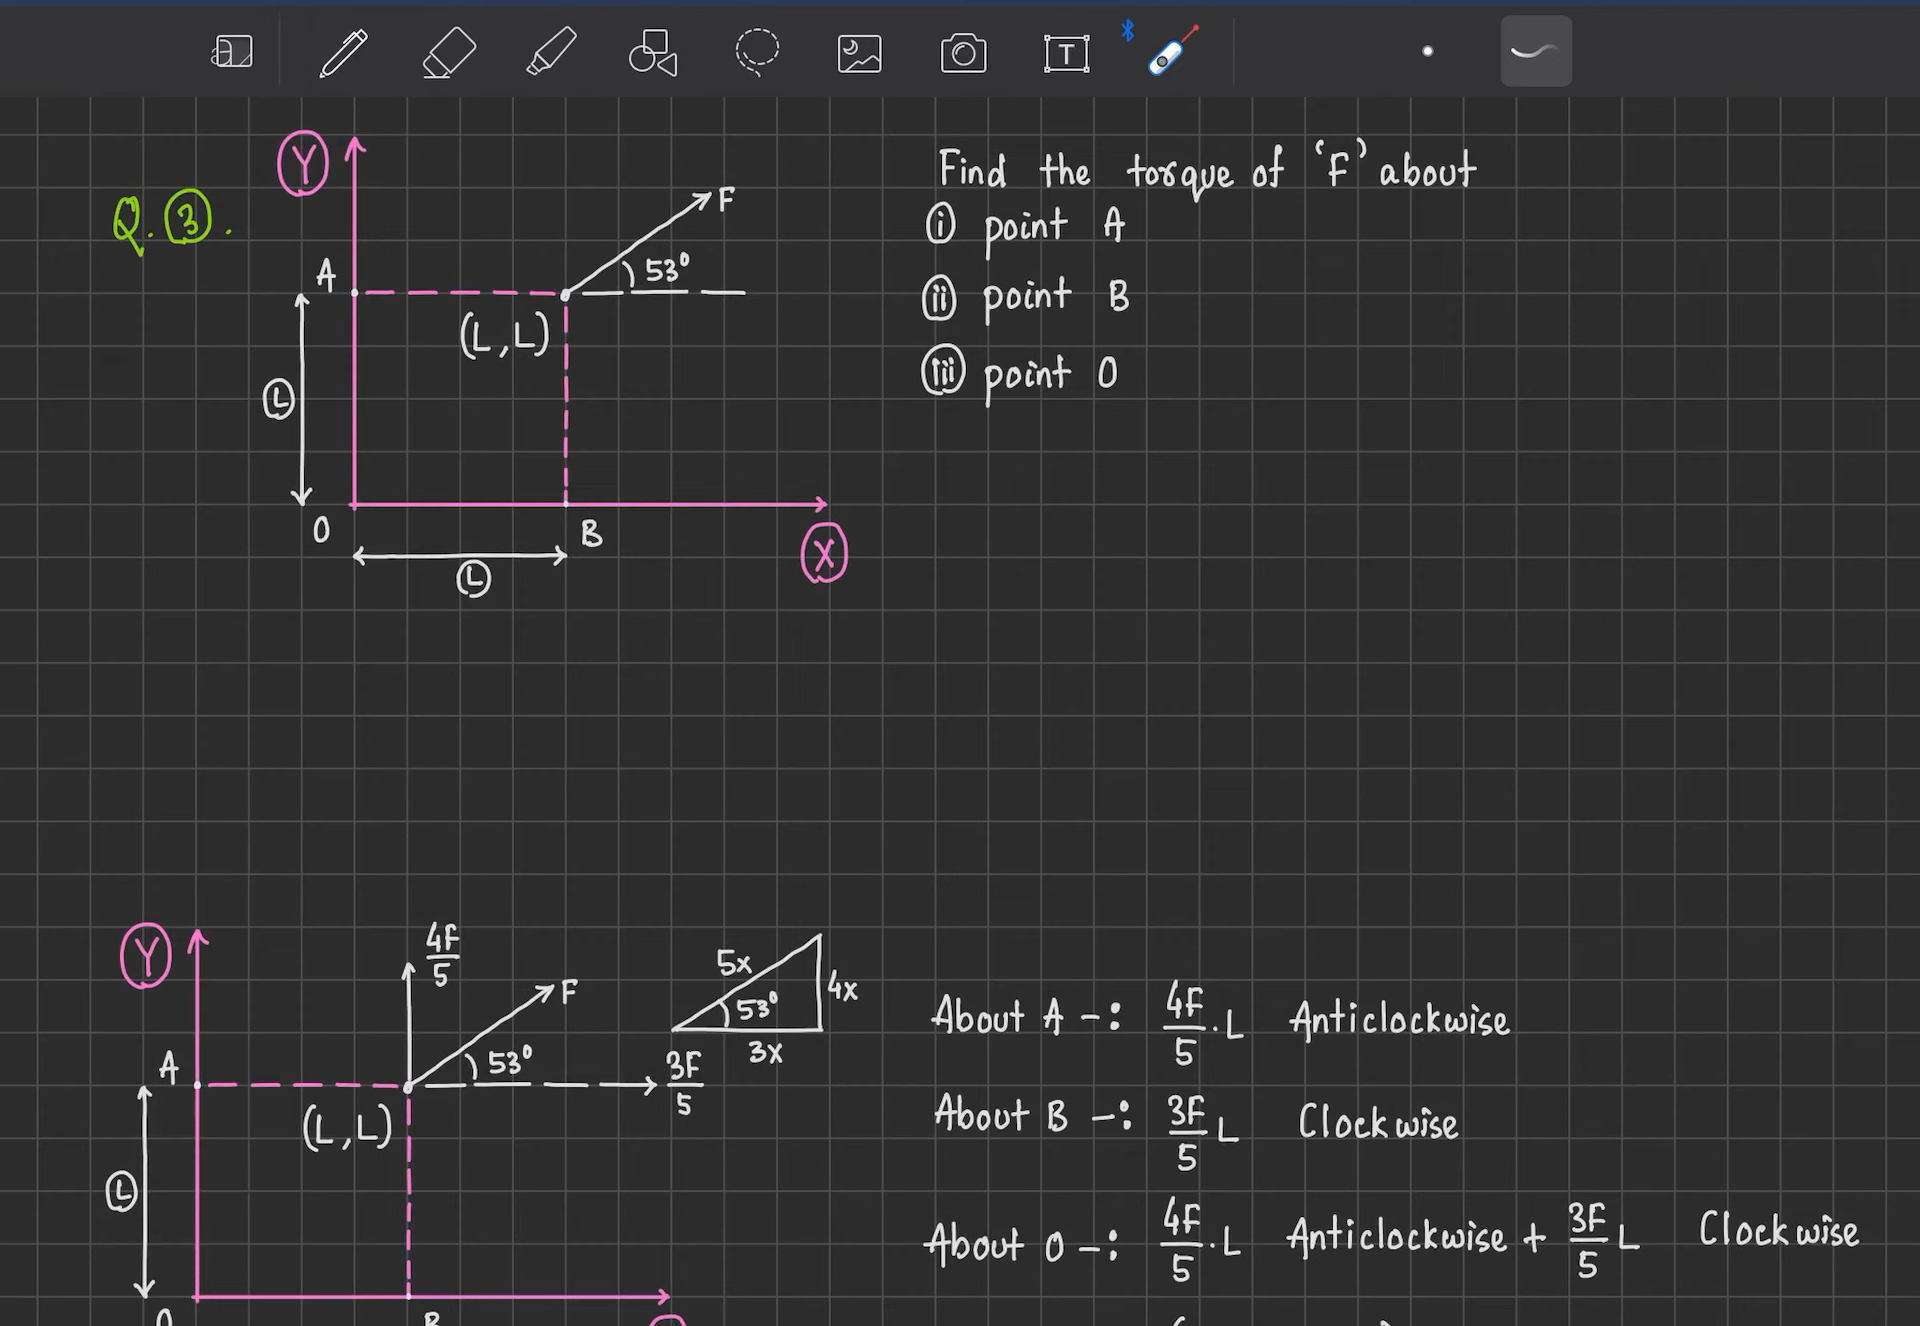 T
Y
Q. 3.
F
A
53°
(L,L)
L
O
B
L
X
Find the torque of 'F' about
i point A
ii point B
iii point O
Y
4F/5
F
A
53°
3F/5
(L,L)
L
5x
4x
53°
3x
About A -: 4F/5 . L Anticlockwise
About B -: 3F/5 L Clockwise
About O -: 4F/5 . L Anticlockwise + 3F/5 L Clockwise